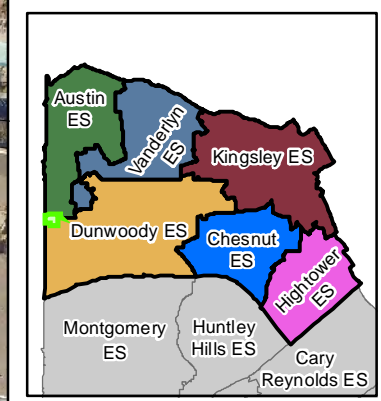 Austin
ES
Vanderlyn
ES
Kingsley ES
Dunwoody ES
Chesnut
ES
Hightower
ES
Montgomery
ES
Huntley
Hills ES
Cary
Reynolds ES